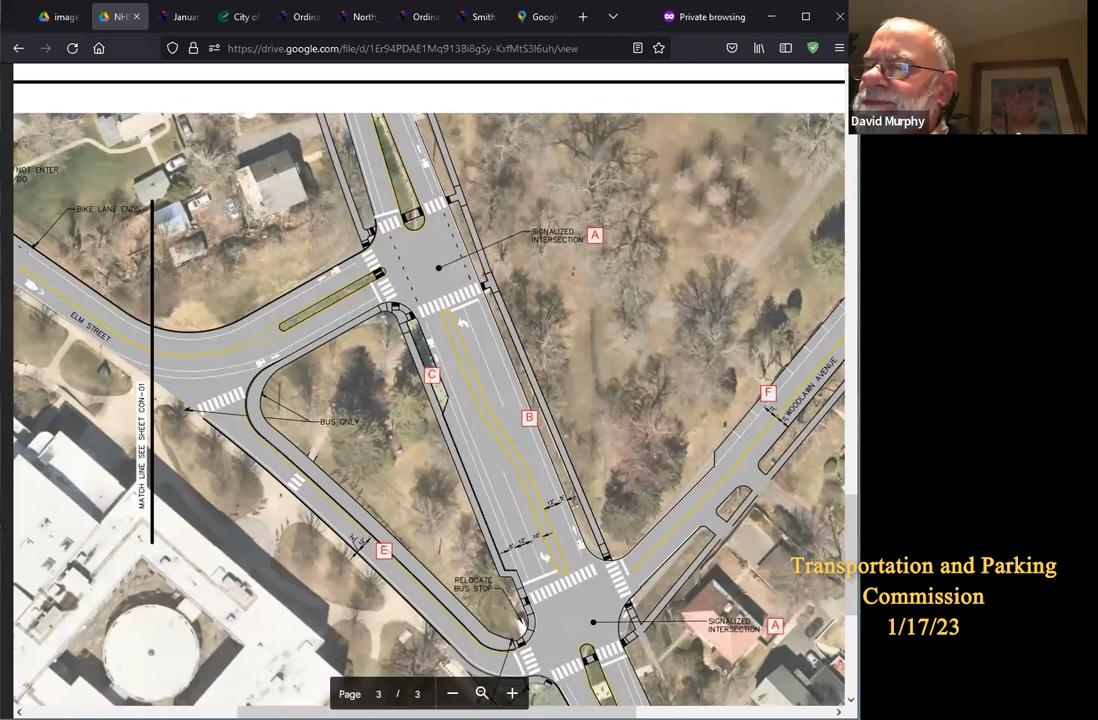 image
NHS
Januar
City of
Ordina
North_
Ordina
Smith
Googl
Private browsing
https://drive.google.com/file/d/1Er94PDAE1Mq913Bi8gSy-KxfMtS3I6uh/view
David Murphy
NOT ENTER
BIKE LANE ENDS
SIGNALIZED
INTERSECTION
A
ELM STREET
MATCH LINE SEE SHEET CON-01
C
B
F
WOODLAWN AVENUE
BUS ONLY
E
RELOCATE
BUS STOP
SIGNALIZED
INTERSECTION
A
Transportation and Parking
Commission
1/17/23
Page 3 / 3